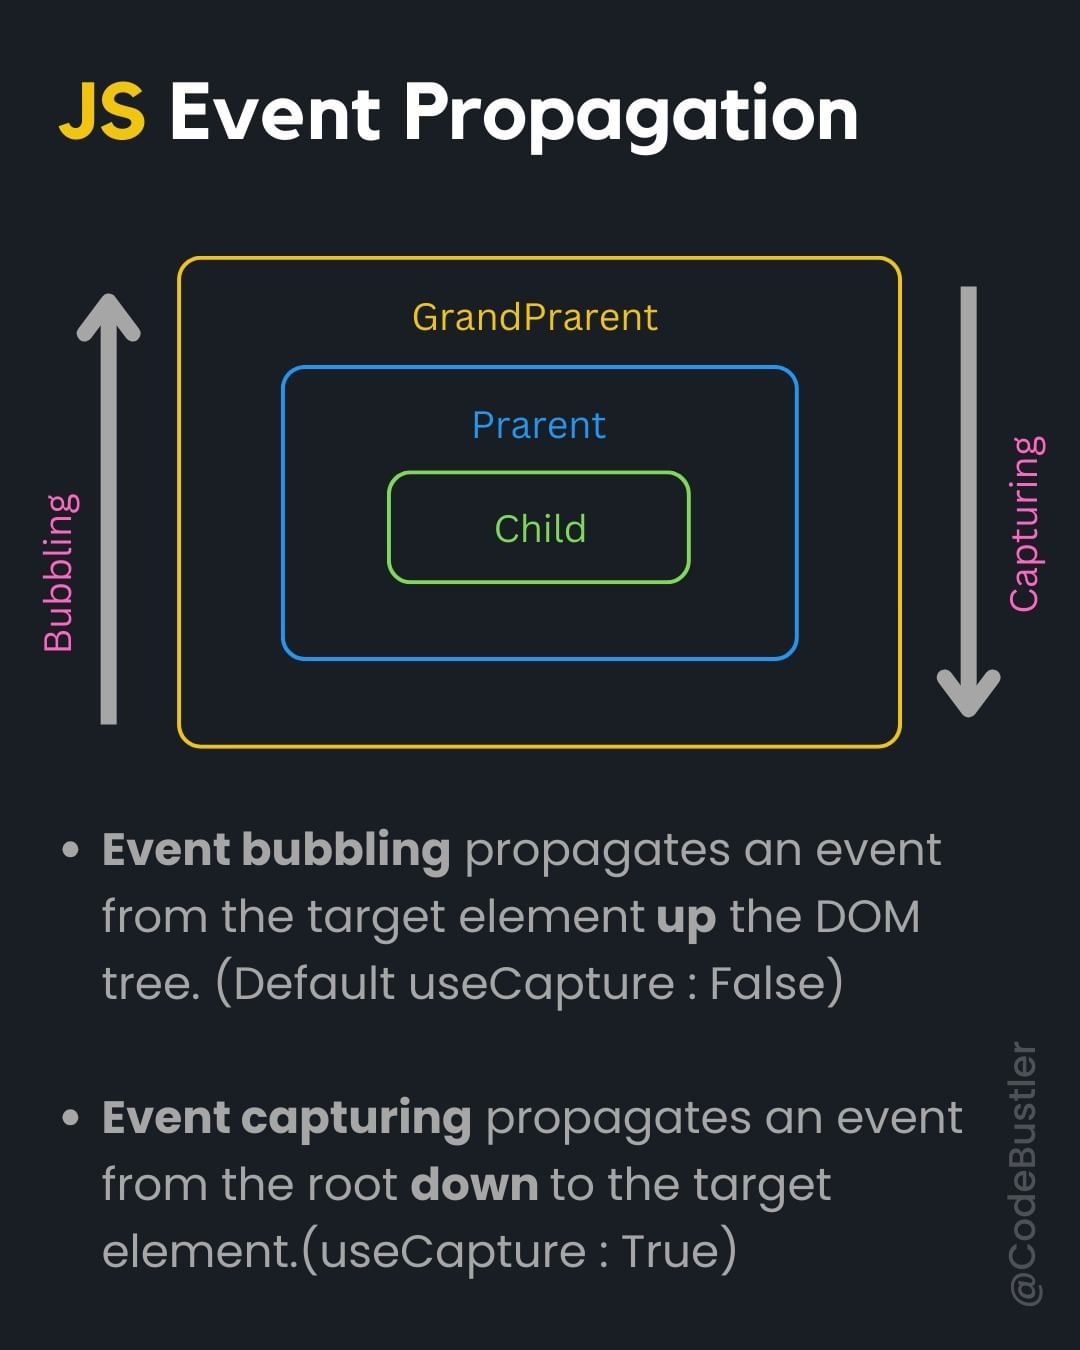 JS Event Propagation
GrandPrarent
Prarent
Child
Bubbling
Capturing
• Event bubbling propagates an event
from the target element up the DOM
tree. (Default useCapture : False)
• Event capturing propagates an event
from the root down to the target
element.(useCapture : True)
@CodeBustler